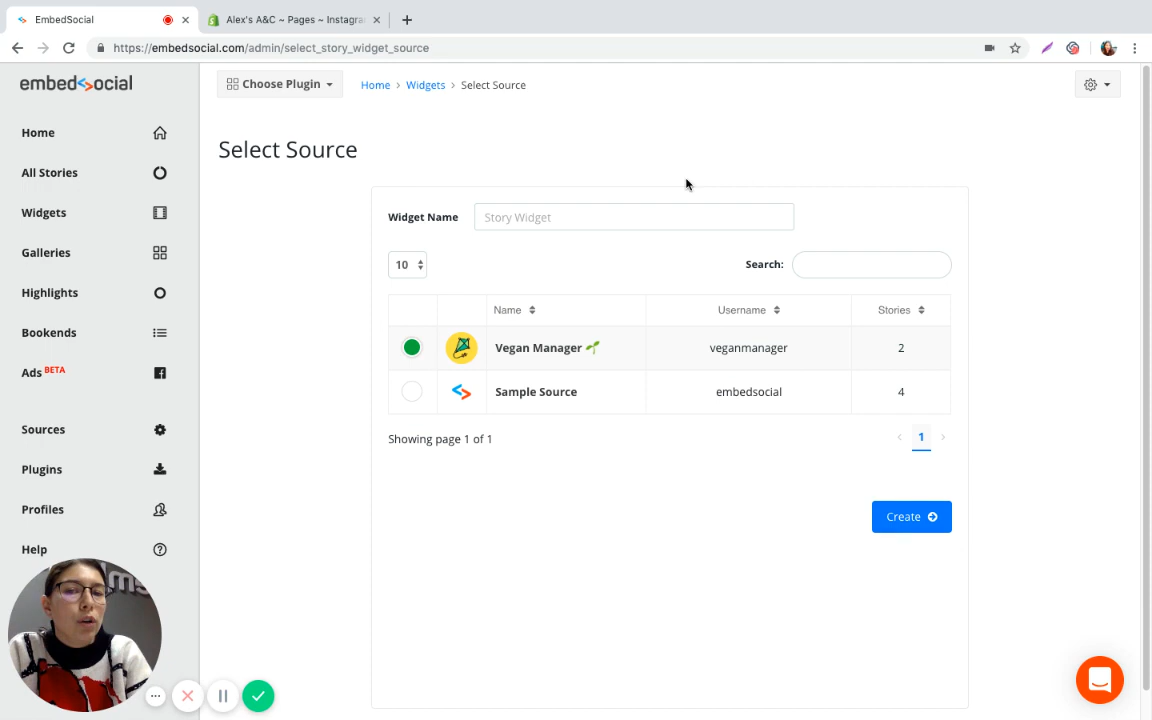 EmbedSocial
Alex's A&C ~ Pages ~ Instagra
https://embedsocial.com/admin/select_story_widget_source
embedsocial
Choose Plugin
Home > Widgets > Select Source
Home
All Stories
Widgets
Galleries
Highlights
Bookends
Ads BETA
Sources
Plugins
Profiles
Help
Select Source
Widget Name
Story Widget
10
Search:
Name
Username
Stories
Vegan Manager
veganmanager
2
Sample Source
embedsocial
4
Showing page 1 of 1
1
Create